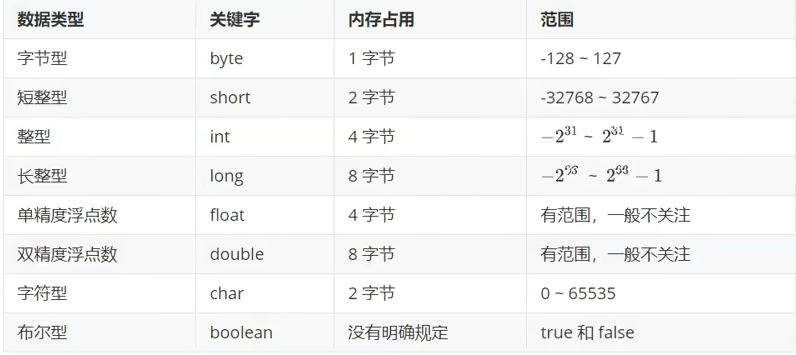 数据类型 关键字 内存占用 范围
字节型 byte 1 字节 -128 ~ 127
短整型 short 2 字节 -32768 ~ 32767
整型 int 4 字节 −2^31 ~ 2^31 − 1
长整型 long 8 字节 −2^63 ~ 2^63 − 1
单精度浮点数 float 4 字节 有范围，一般不关注
双精度浮点数 double 8 字节 有范围，一般不关注
字符型 char 2 字节 0 ~ 65535
布尔型 boolean 没有明确规定 true 和 false